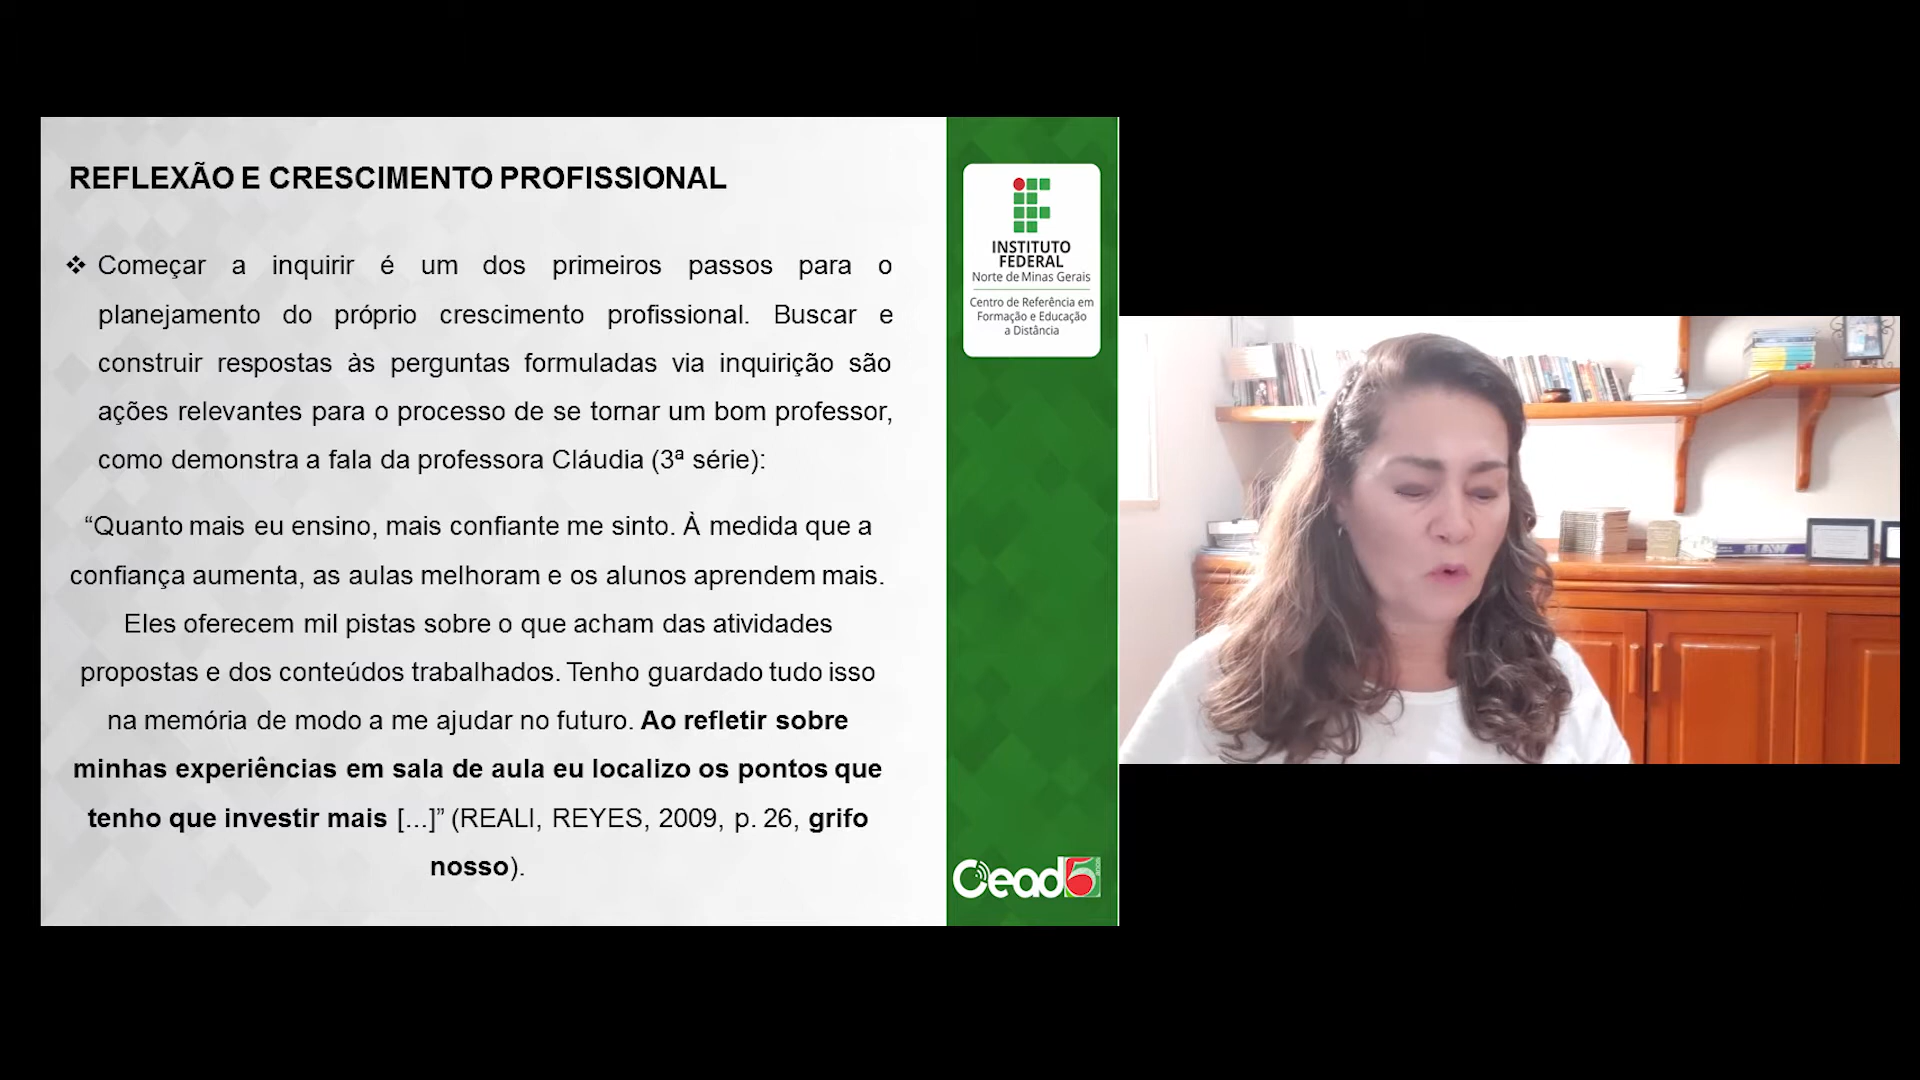 REFLEXÃO E CRESCIMENTO PROFISSIONAL
❖ Começar a inquirir é um dos primeiros passos para o
planejamento do próprio crescimento profissional. Buscar e
construir respostas às perguntas formuladas via inquirição são
ações relevantes para o processo de se tornar um bom professor,
como demonstra a fala da professora Cláudia (3ª série):
“Quanto mais eu ensino, mais confiante me sinto. À medida que a
confiança aumenta, as aulas melhoram e os alunos aprendem mais.
Eles oferecem mil pistas sobre o que acham das atividades
propostas e dos conteúdos trabalhados. Tenho guardado tudo isso
na memória de modo a me ajudar no futuro. Ao refletir sobre
minhas experiências em sala de aula eu localizo os pontos que
tenho que investir mais [...]” (REALI, REYES, 2009, p. 26, grifo
nosso).
INSTITUTO
FEDERAL
Norte de Minas Gerais
Centro de Referência em
Formação e Educação
a Distância
Cead5